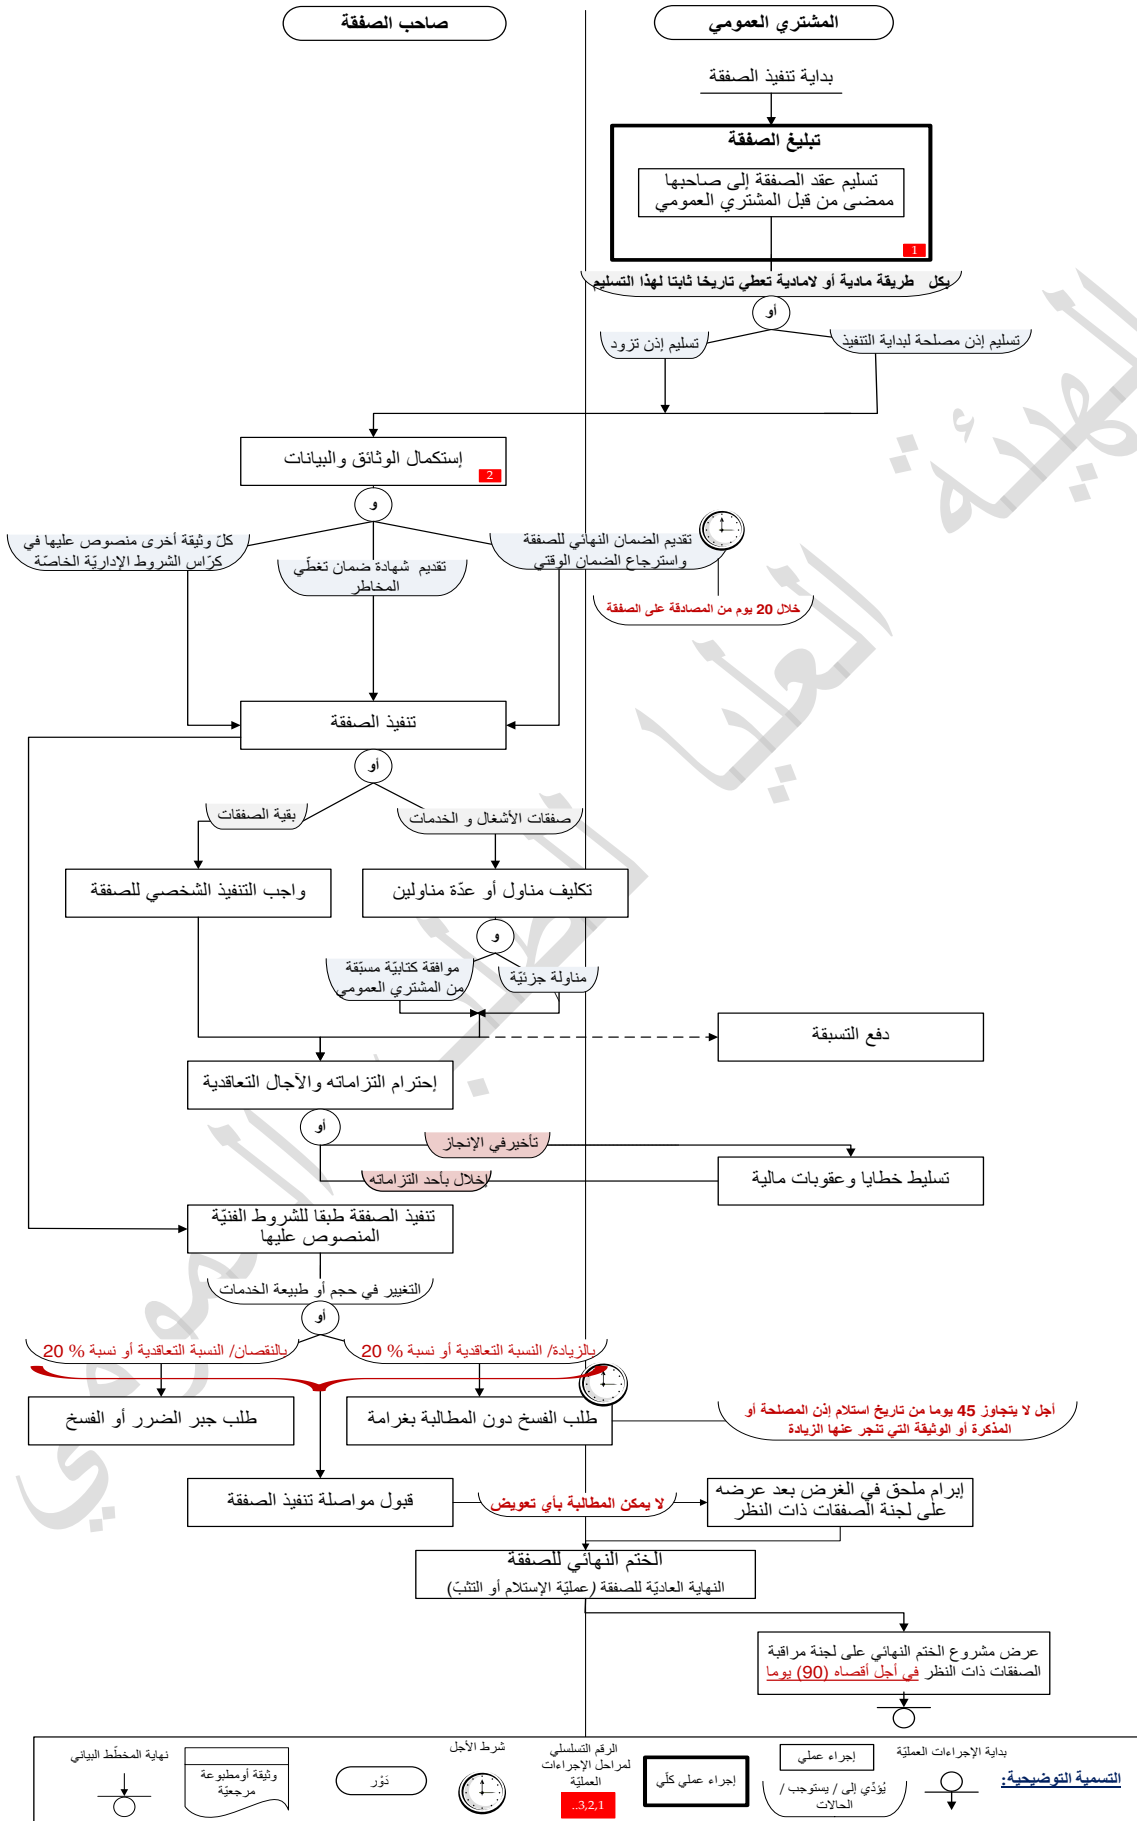 المشتري العمومي
صاحب الصفقة
بداية تنفيذ الصفقة
تبليغ الصفقة
تسليم عقد الصفقة إلى صاحبها
ممضى من قبل المشتري العمومي
1
بكل طريقة مادية أو لامادية تعطي تاريخا ثابتا لهذا التسليم
أو
تسليم إذن مصلحة لبداية التنفيذ
تسليم إذن تزود
إستكمال الوثائق والبيانات
2
و
تقديم الضمان النهائي للصفقة
واسترجاع الضمان الوقتي
تقديم شهادة ضمان تغطّي
المخاطر
كلّ وثيقة أخرى منصوص عليها في
كرّاس الشروط الإداريّة الخاصّة
خلال 20 يوم من المصادقة على الصفقة
تنفيذ الصفقة
أو
صفقات الأشغال و الخدمات
بقية الصفقات
تكليف مناول أو عدّة مناولين
واجب التنفيذ الشخصي للصفقة
و
مناولة جزئيّة
موافقة كتابيّة مسبّقة
من المشتري العمومي
دفع التسبقة
إحترام التزاماته والآجال التعاقدية
أو
تأخيرفي الإنجاز
إخلال بأحد التزاماته
تسليط خطايا وعقوبات مالية
تنفيذ الصفقة طبقا للشروط الفنيّة
المنصوص عليها
التغيير في حجم أو طبيعة الخدمات
أو
بالزيادة/ النسبة التعاقدية أو نسبة % 20
بالنقصان/ النسبة التعاقدية أو نسبة % 20
طلب الفسخ دون المطالبة بغرامة
طلب جبر الضرر أو الفسخ
أجل لا يتجاوز 45 يوما من تاريخ استلام إذن المصلحة أو
المذكرة أو الوثيقة التي تنجر عنها الزيادة
قبول مواصلة تنفيذ الصفقة
لا يمكن المطالبة بأي تعويض
إبرام ملحق في الغرض بعد عرضه
على لجنة الصفقات ذات النظر
الختم النهائي للصفقة
النهاية العاديّة للصفقة (عمليّة الإستلام أو التثبّت)
عرض مشروع الختم النهائي على لجنة مراقبة
الصفقات ذات النظر في أجل أقصاه (90) يوما
التسمية التوضيحية:
بداية الإجراءات العمليّة
إجراء عملي
يُؤدّي إلى / يستوجب /
الحالات
إجراء عملي كلّي
الرقم التسلسلي
لمراحل الإجراءات
العمليّة
..3,2,1
شرط الأجل
دَوْر
وثيقة أومطبوعة
مرجعيّة
نهاية المخطّط البياني
الهيئة العليا للطلب العمومي